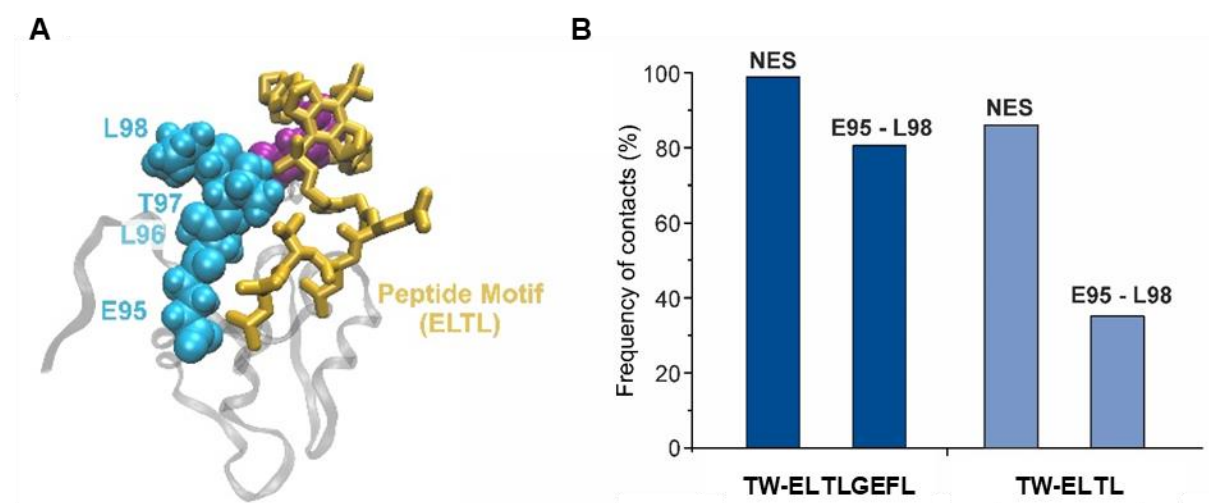 A
L98
T97
L96
E95
Peptide Motif
(ELTL)
B
Frequency of contacts (%)
100
80
60
40
20
0
NES
E95 - L98
NES
E95 - L98
TW-ELTLGEFL
TW-ELTL